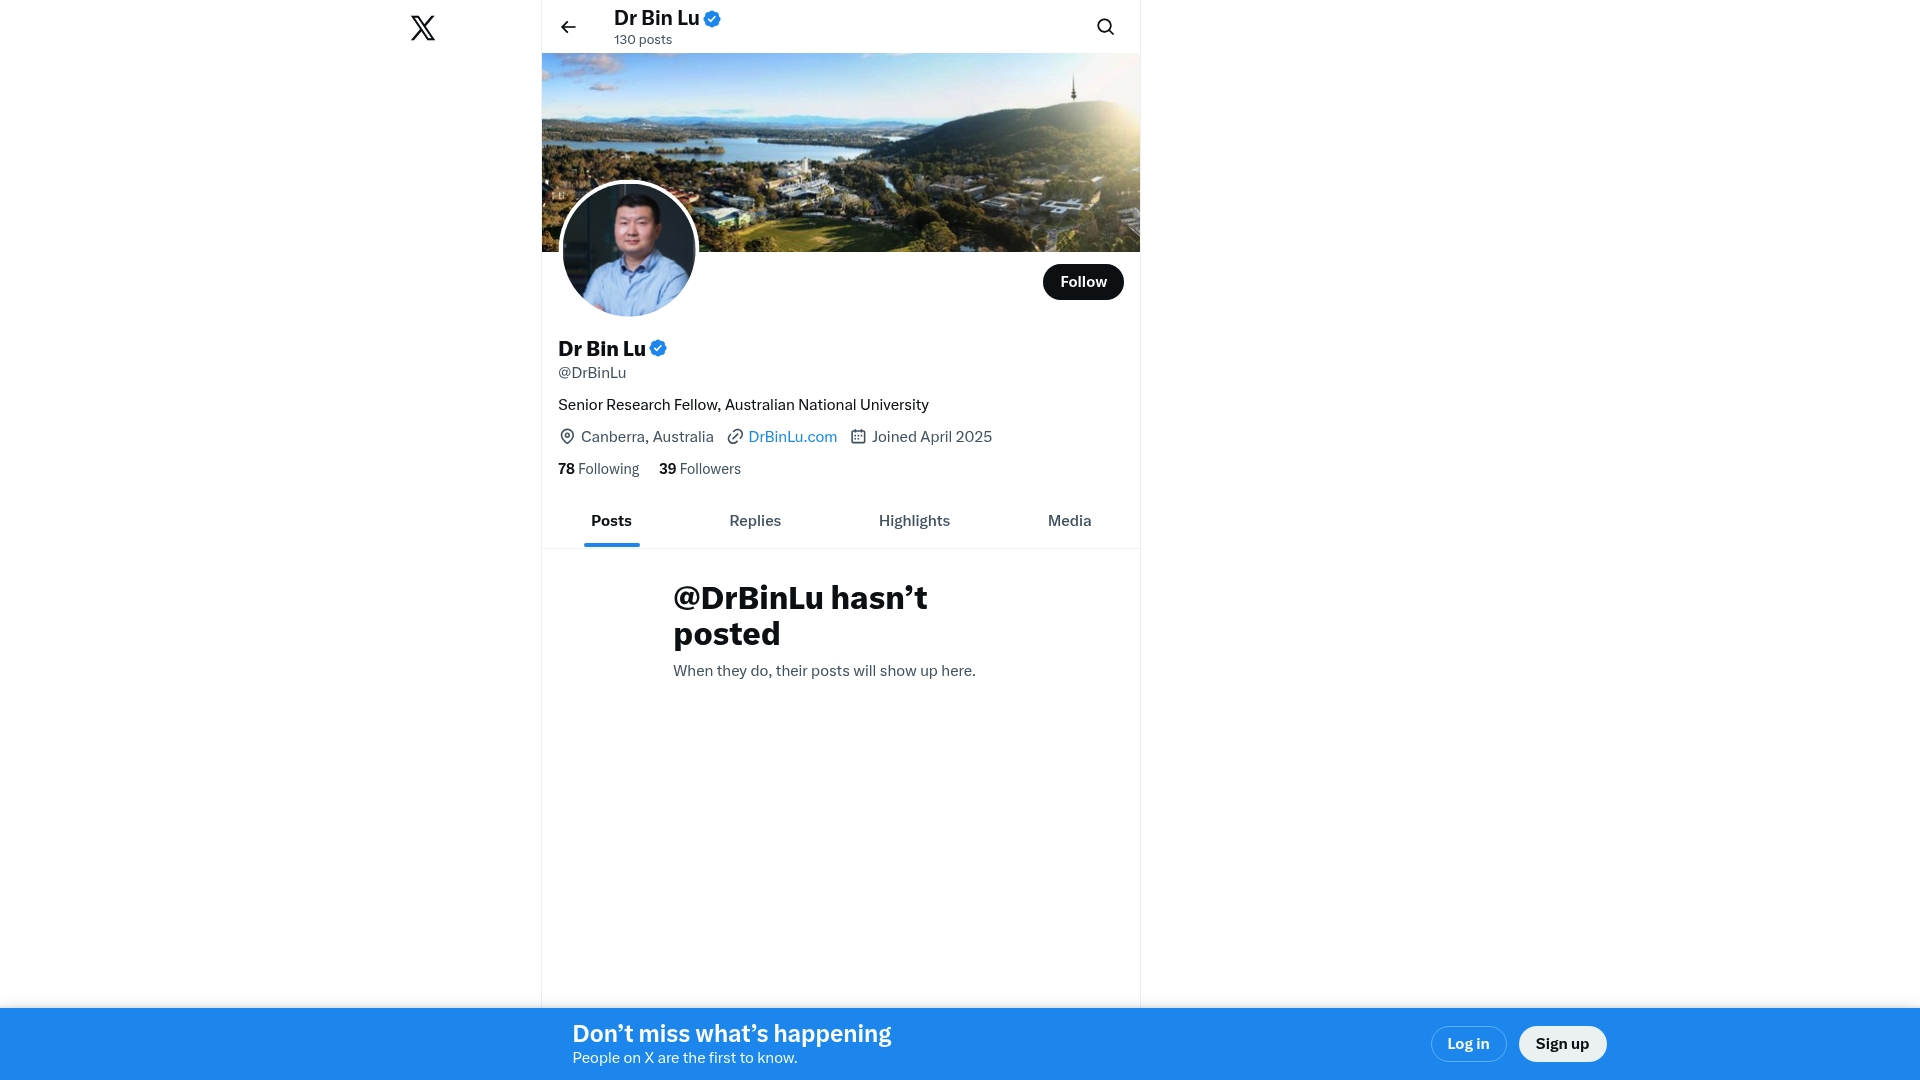 Dr Bin Lu
130 posts
Follow
Dr Bin Lu
@DrBinLu
Senior Research Fellow, Australian National University
Canberra, Australia DrBinLu.com Joined April 2025
78 Following 39 Followers
Posts Replies Highlights Media
@DrBinLu hasn’t
posted
When they do, their posts will show up here.
Don’t miss what’s happening
People on X are the first to know.
Log in Sign up